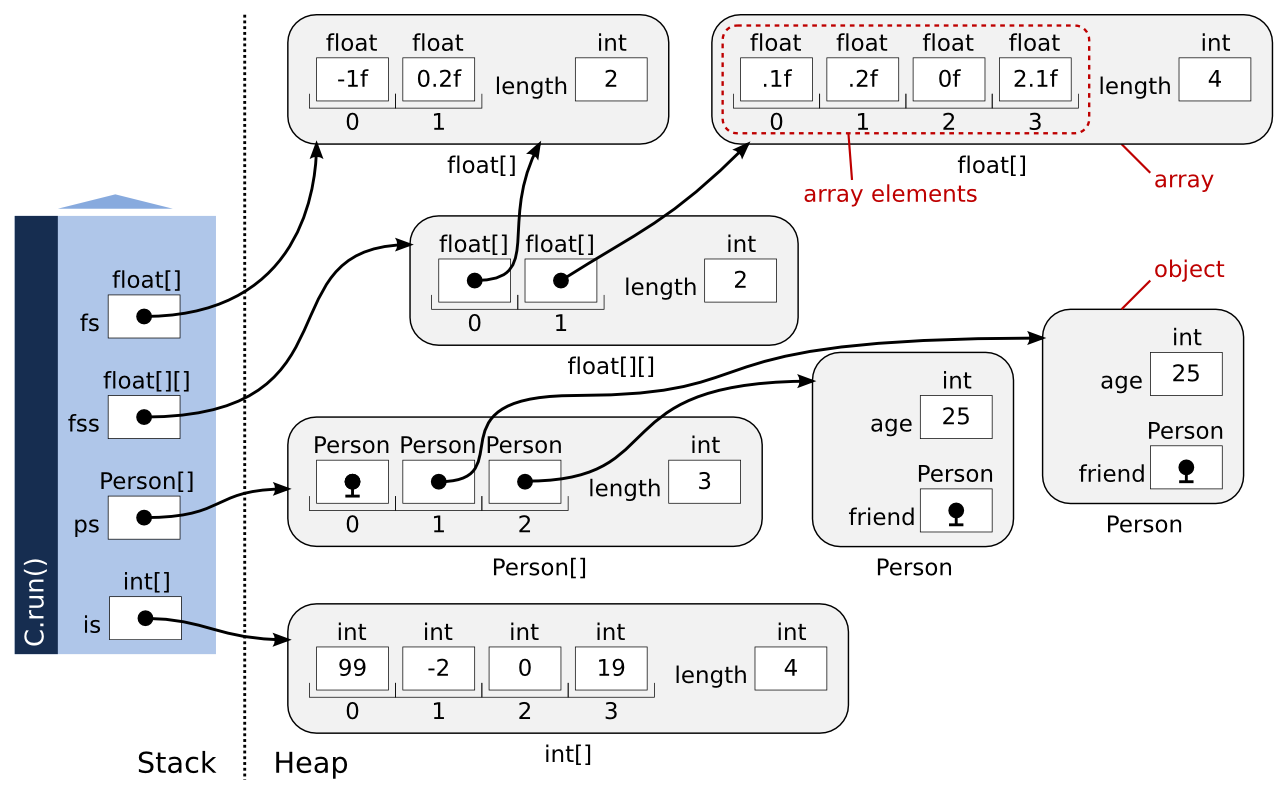 float float int
-1f 0.2f length 2
0 1
float[]
float float float float int
.1f .2f 0f 2.1f length 4
0 1 2 3
float[]
array elements
array
float[] float[] int
length 2
0 1
float[][]
object
int
age 25
Person
friend
Person
int
age 25
Person
friend
Person
Person Person Person int
length 3
0 1 2
Person[]
int int int int int
99 -2 0 19 length 4
0 1 2 3
int[]
float[]
fs
float[][]
fss
Person[]
ps
int[]
is
C.run()
Stack
Heap